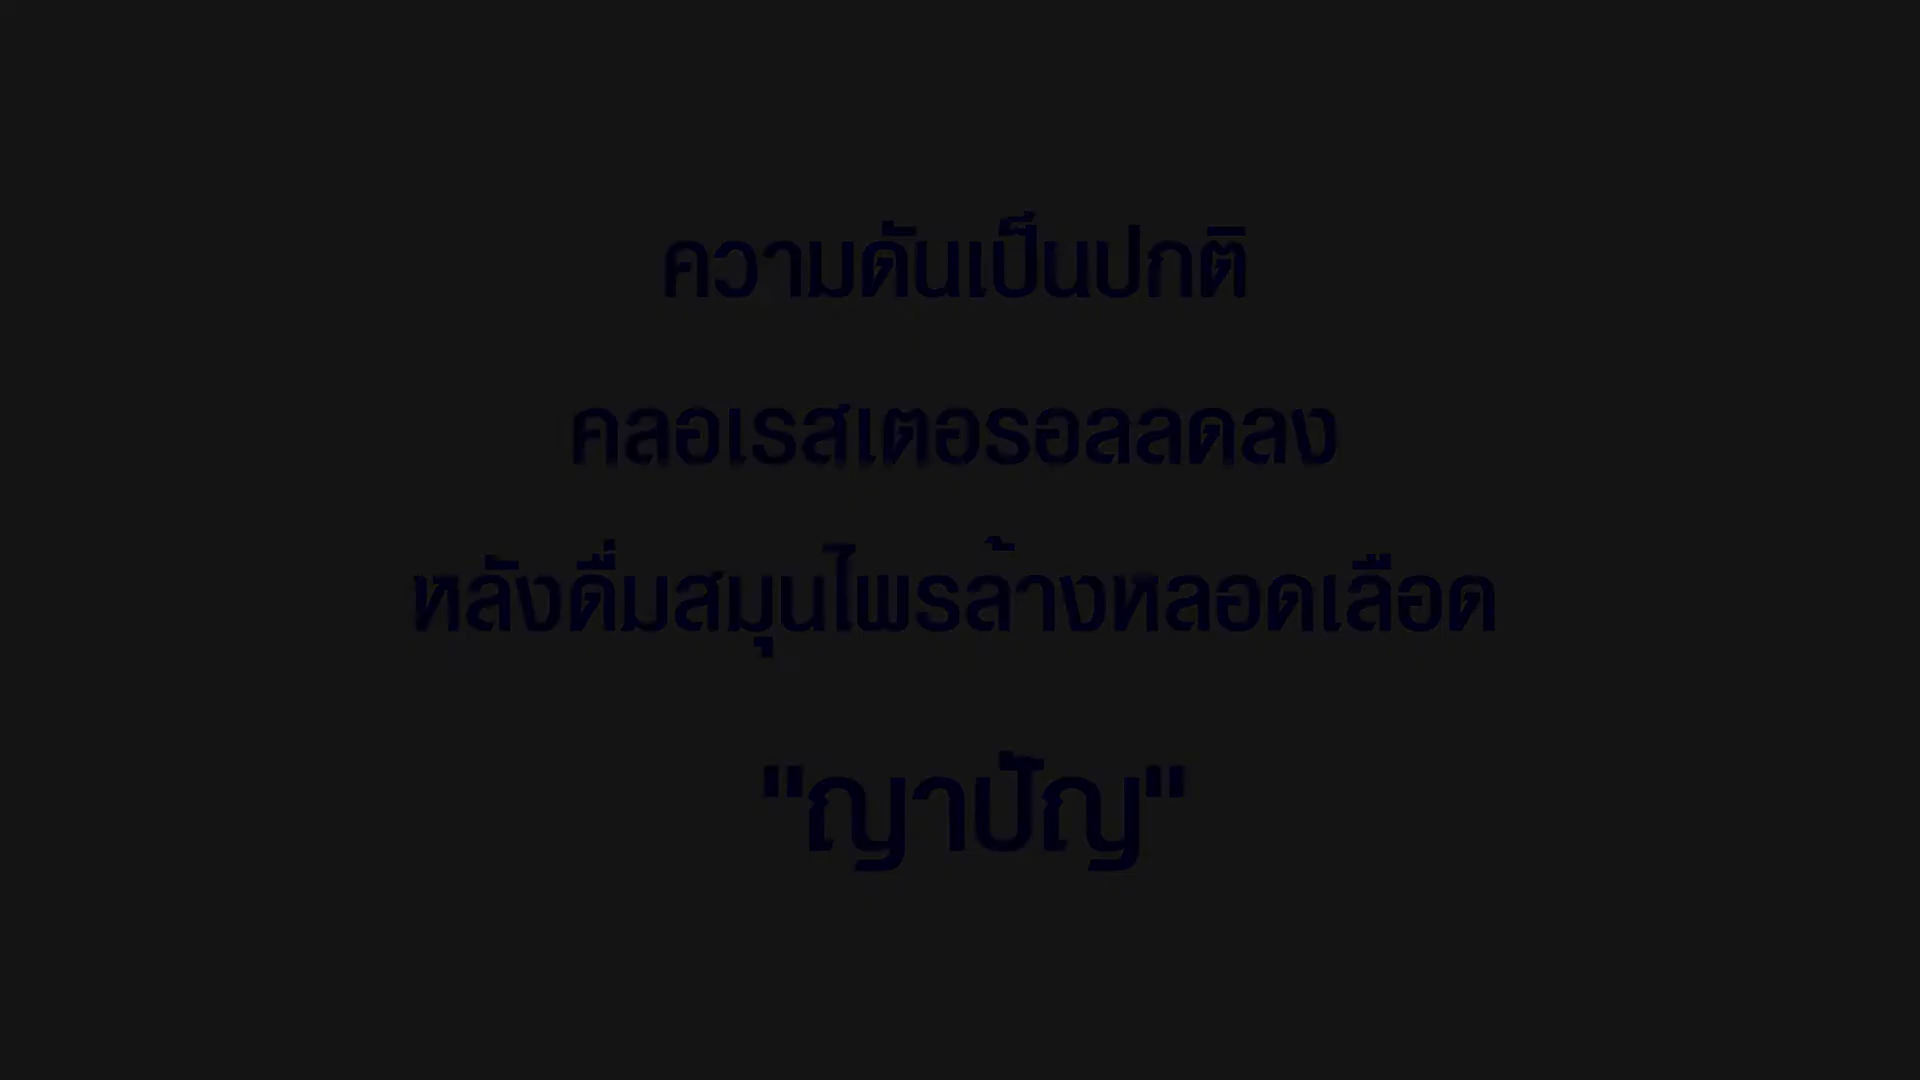 ความดันเป็นปกติ
คลอเรสเตอรอลลดลง
หลังดื่มสมุนไพรล้างหลอดเลือด
"ญาปัญ"